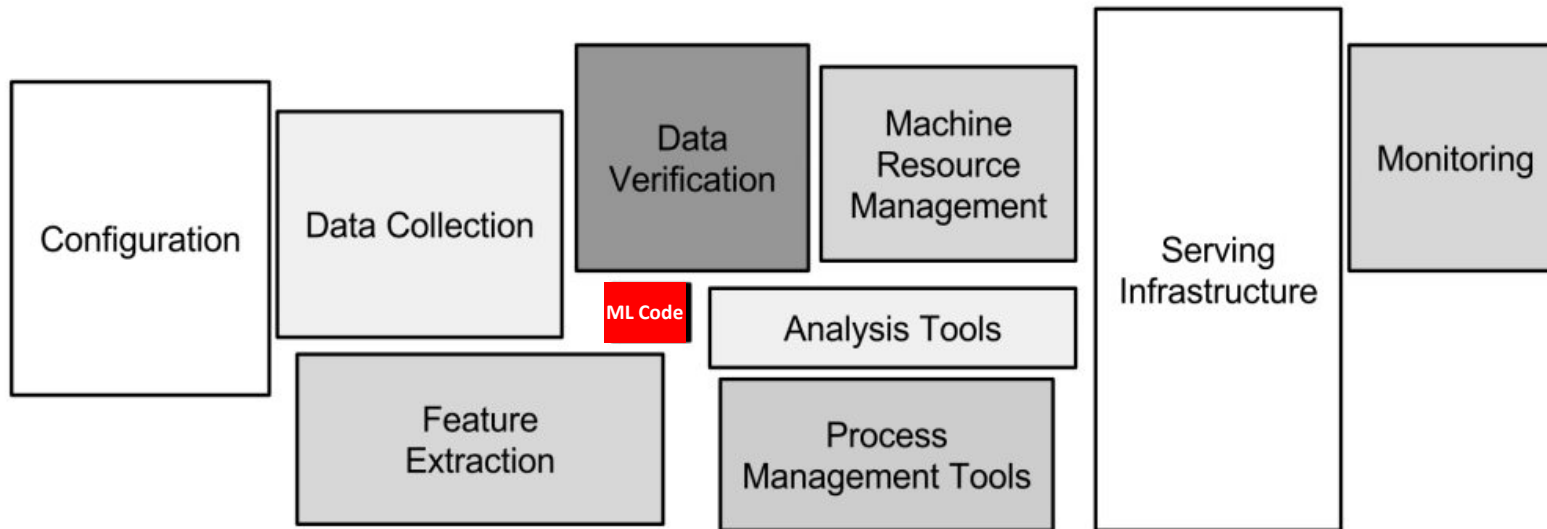 Configuration
Data Collection
Data
Verification
Machine
Resource
Management
Monitoring
Serving
Infrastructure
ML Code
Analysis Tools
Feature
Extraction
Process
Management Tools